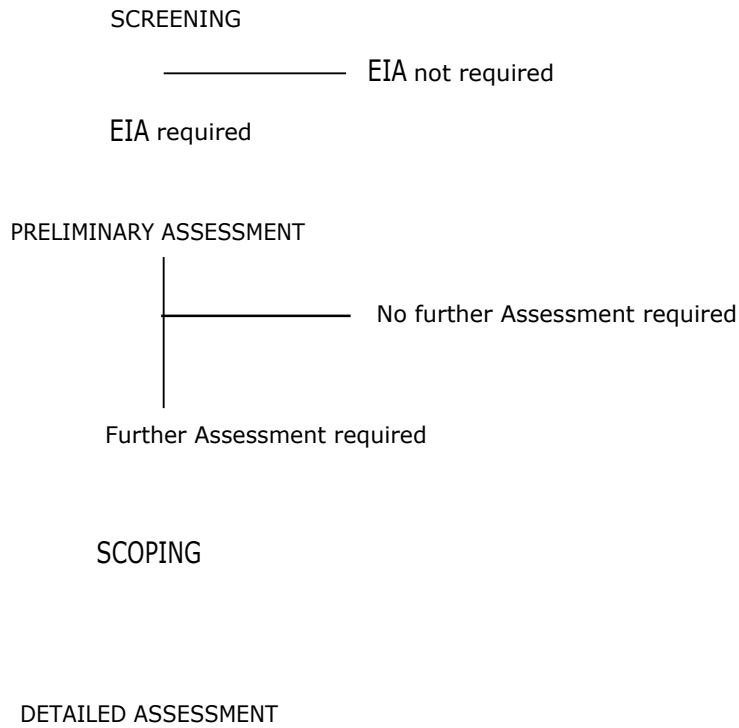 SCREENING
EIA not required
EIA required
PRELIMINARY ASSESSMENT
No further Assessment required
Further Assessment required
SCOPING
DETAILED ASSESSMENT